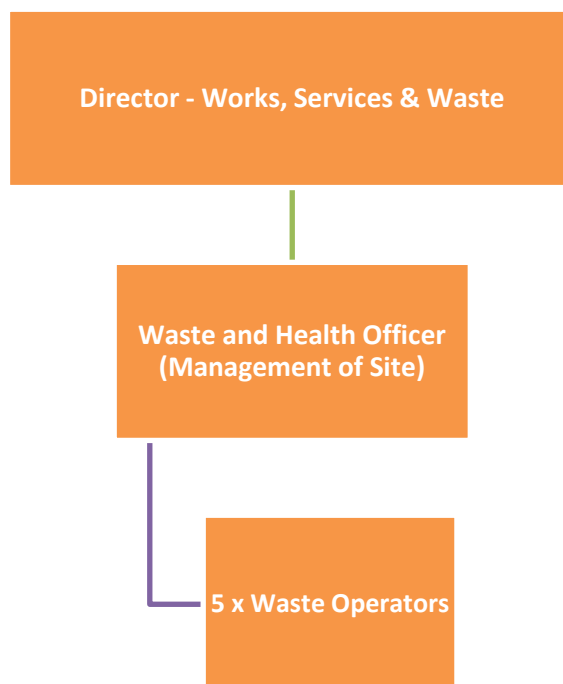 Director - Works, Services & Waste
Waste and Health Officer
(Management of Site)
5 x Waste Operators